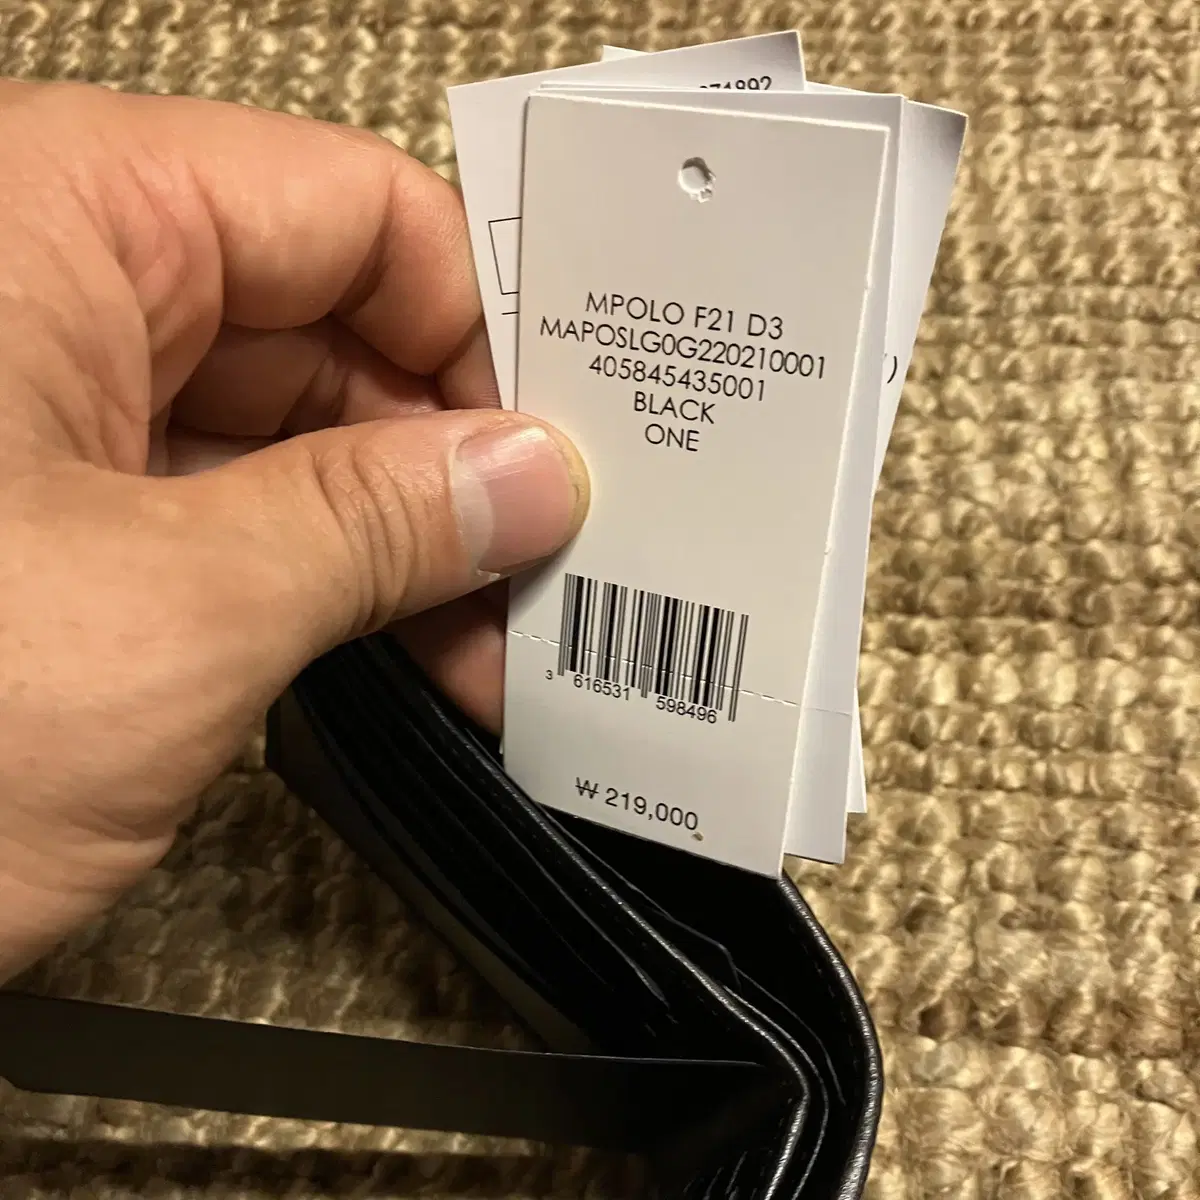 MPOLO F21 D3
MAPOSLG0G220210001
405845435001
BLACK
ONE
3 616531 598496
₩ 219,000